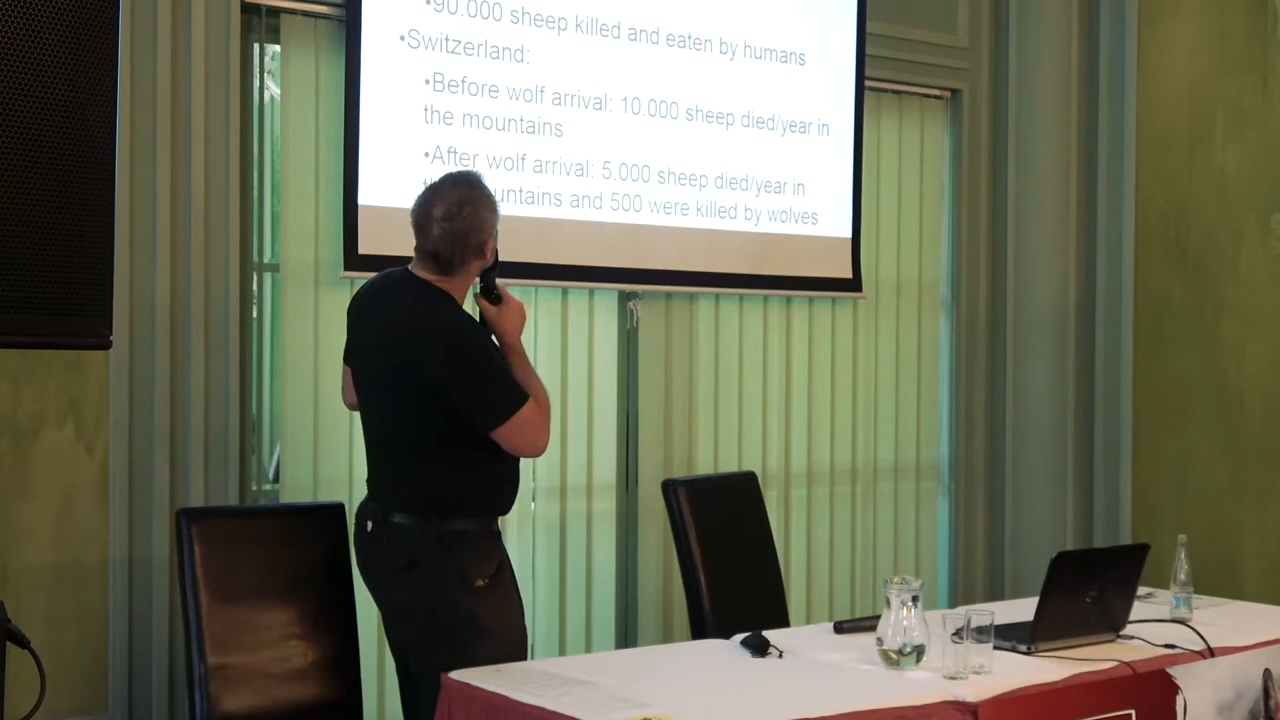 •90.000 sheep killed and eaten by humans
•Switzerland:
•Before wolf arrival: 10.000 sheep died/year in
the mountains
•After wolf arrival: 5.000 sheep died/year in
and 500 were killed by wolves